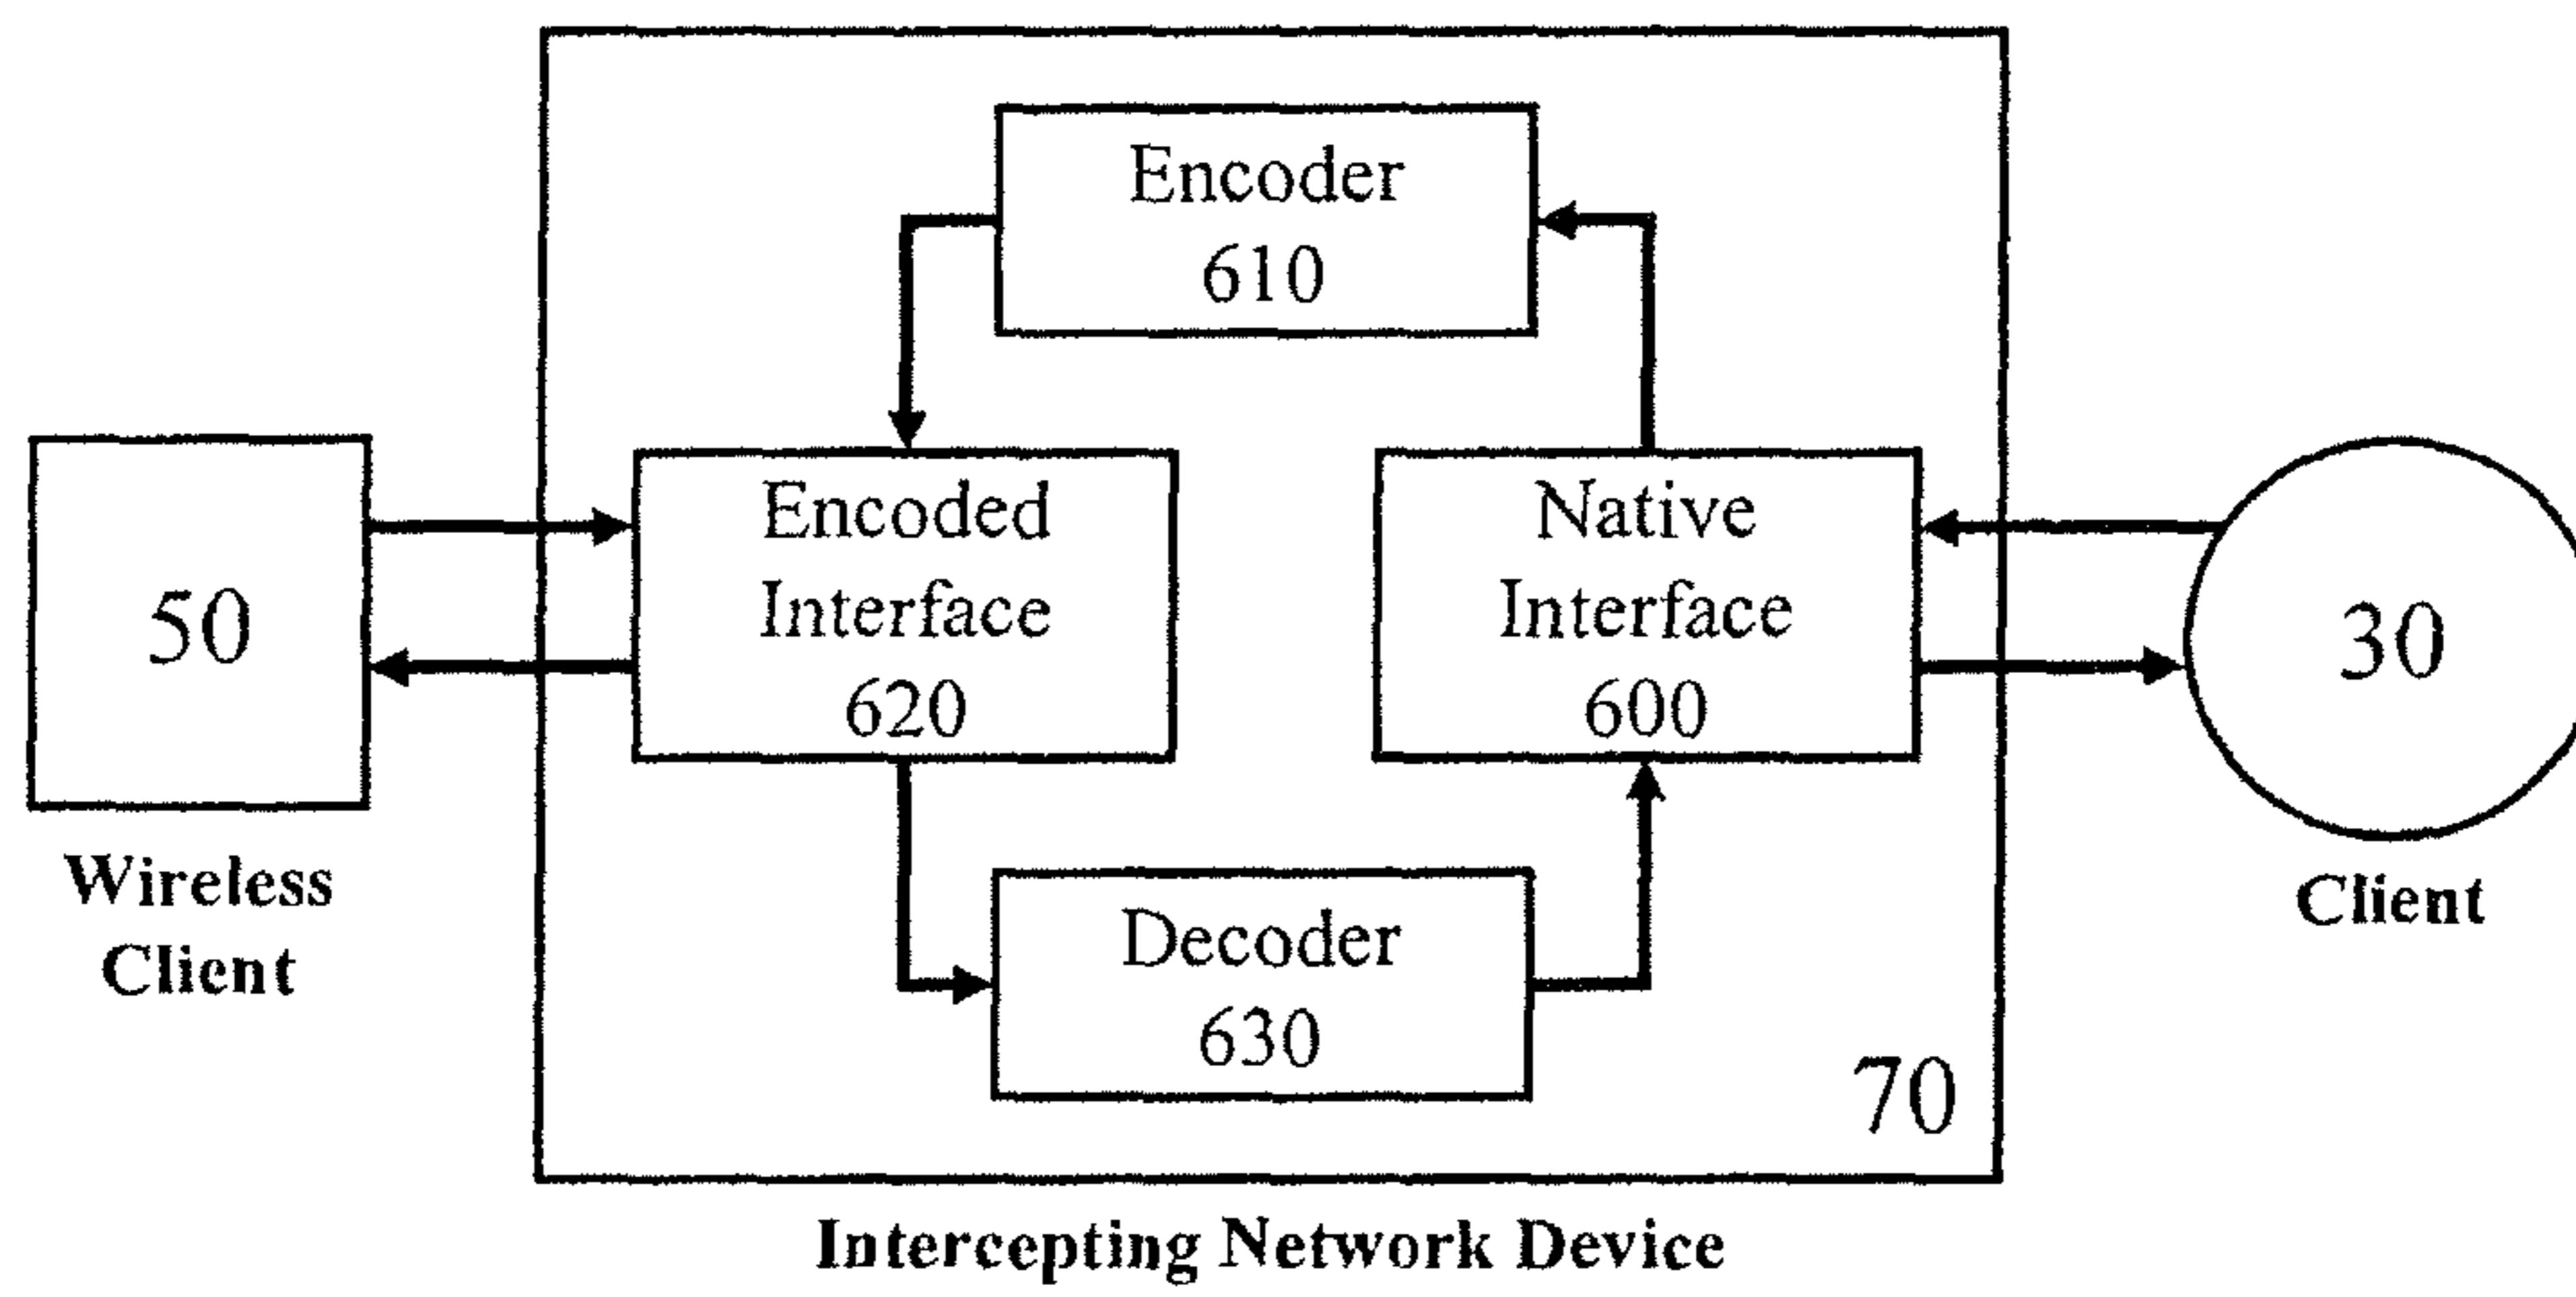 Encoder
610
Encoded
Interface
620
Native
Interface
600
50
30
Wireless
Client
Client
Decoder
630
70
Intercepting Network Device